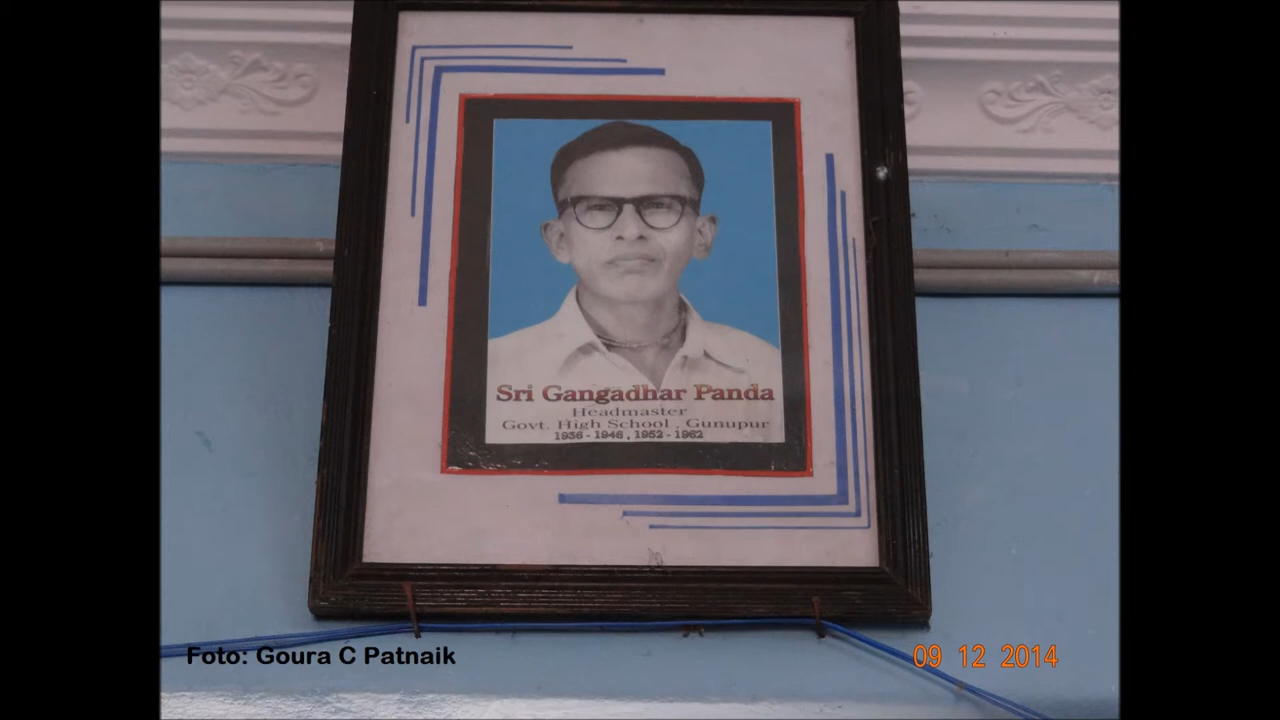 Sri Gangadhar Panda
Headmaster
Govt. High School , Gunupur
1936 - 1946 , 1952 - 1962
Foto: Goura C Patnaik
09 12 2014